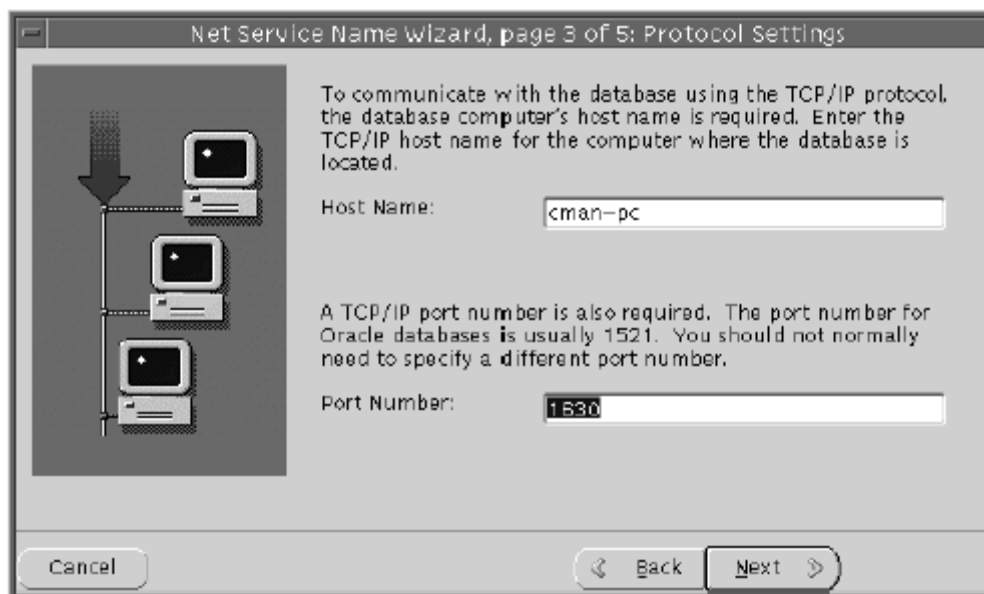 Net Service Name Wizard, page 3 of 5: Protocol Settings
To communicate with the database using the TCP/IP protocol,
the database computer's host name is required. Enter the
TCP/IP host name for the computer where the database is
located.
Host Name:
cman-pc
A TCP/IP port number is also required. The port number for
Oracle databases is usually 1521. You should not normally
need to specify a different port number.
Port Number:
1630
Cancel
Back
Next